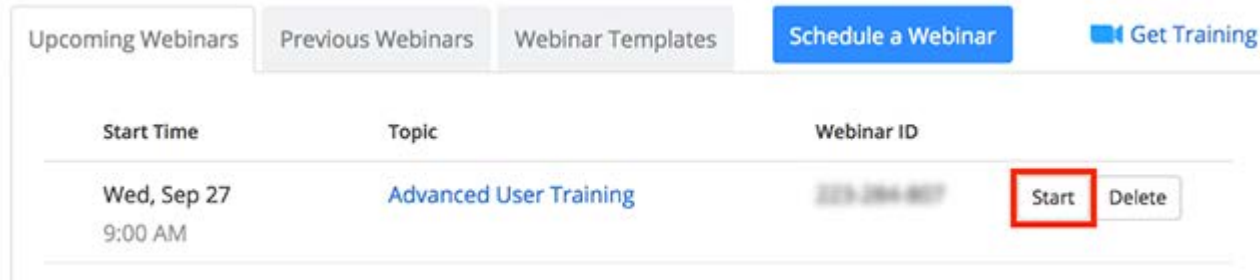 Upcoming Webinars Previous Webinars Webinar Templates Schedule a Webinar Get Training
Start Time Topic Webinar ID
Wed, Sep 27 Advanced User Training Start Delete
9:00 AM